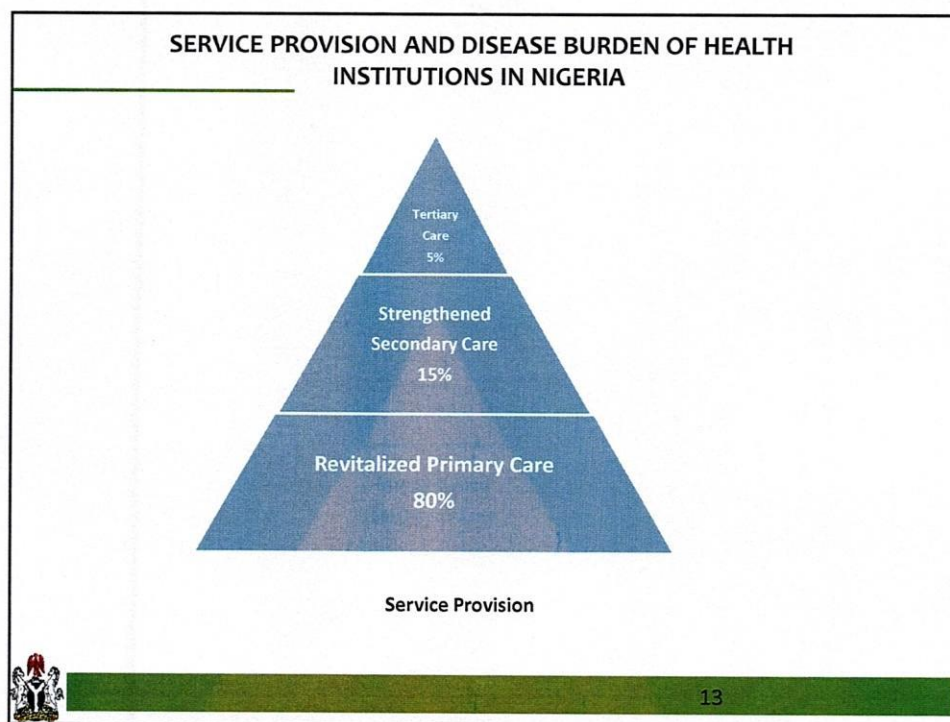 SERVICE PROVISION AND DISEASE BURDEN OF HEALTH
INSTITUTIONS IN NIGERIA
Tertiary
Care
5%
Strengthened
Secondary Care
15%
Revitalized Primary Care
80%
Service Provision
13